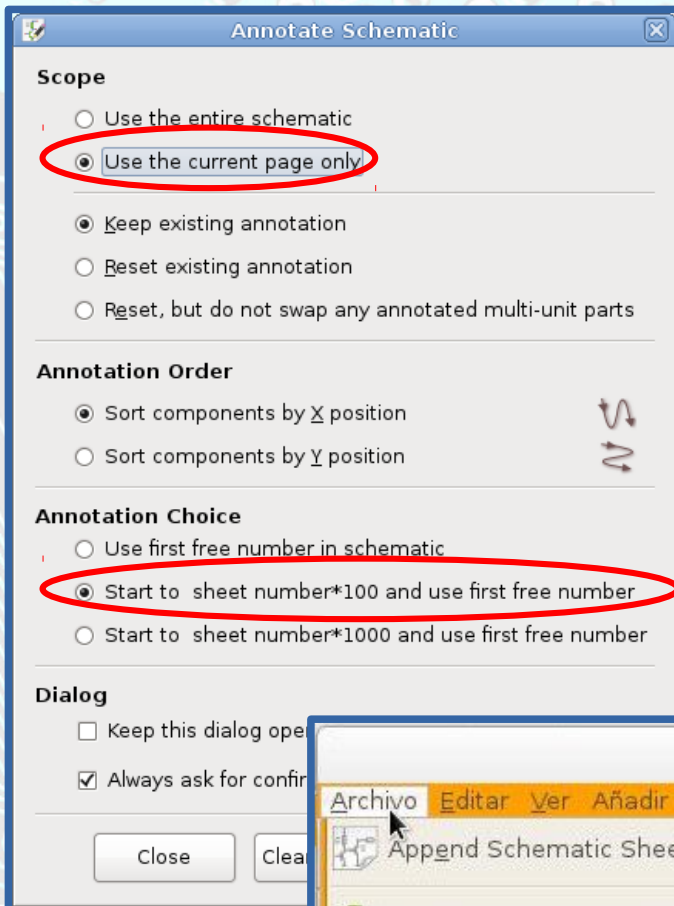 Annotate Schematic
Scope
Use the entire schematic
Use the current page only
Keep existing annotation
Reset existing annotation
Reset, but do not swap any annotated multi-unit parts
Annotation Order
Sort components by X position
Sort components by Y position
Annotation Choice
Use first free number in schematic
Start to sheet number*100 and use first free number
Start to sheet number*1000 and use first free number
Dialog
Keep this dialog
Always ask for
Close
Archivo Editar Ver Añadir
Append Schematic